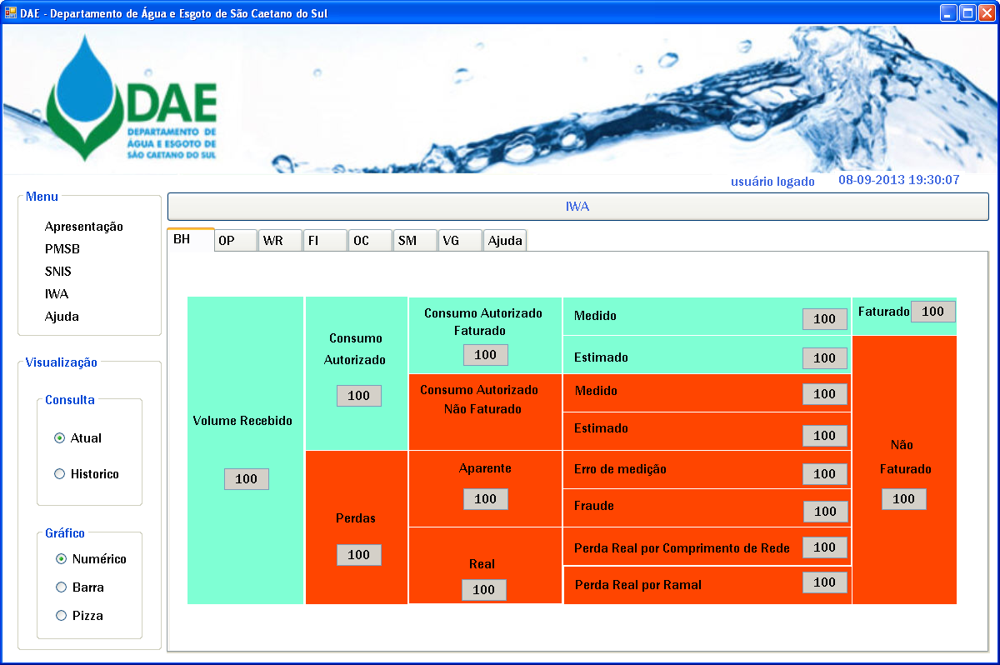 DAE - Departamento de Água e Esgoto de São Caetano do Sul
DAE
DEPARTAMENTO DE
ÁGUA E ESGOTO DE
SÃO CAETANO DO SUL
usuário logado
08-09-2013 19:30:07
Menu
Apresentação
PMSB
SNIS
IWA
Ajuda
Visualização
Consulta
Atual
Historico
Gráfico
Numérico
Barra
Pizza
IWA
BH
OP
WR
FI
OC
SM
VG
Ajuda
Volume Recebido
100
Consumo
Autorizado
100
Perdas
100
Consumo Autorizado
Faturado
100
Consumo Autorizado
Não Faturado
Aparente
100
Real
100
Medido 100
Estimado 100
Medido 100
Estimado 100
Erro de medição 100
Fraude 100
Perda Real por Comprimento de Rede 100
Perda Real por Ramal 100
Faturado 100
Não
Faturado
100